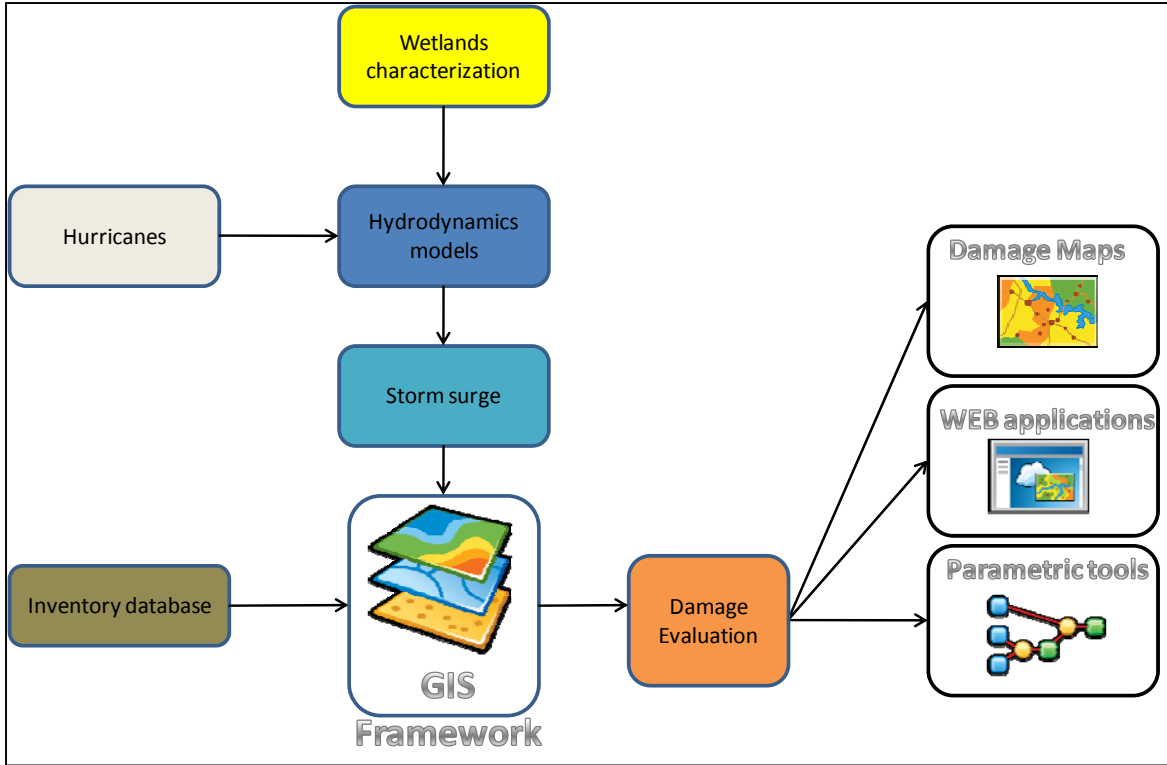 Wetlands
characterization
Hurricanes
Hydrodynamics
models
Storm surge
Inventory database
GIS
Framework
Damage
Evaluation
Damage Maps
WEB applications
Parametric tools